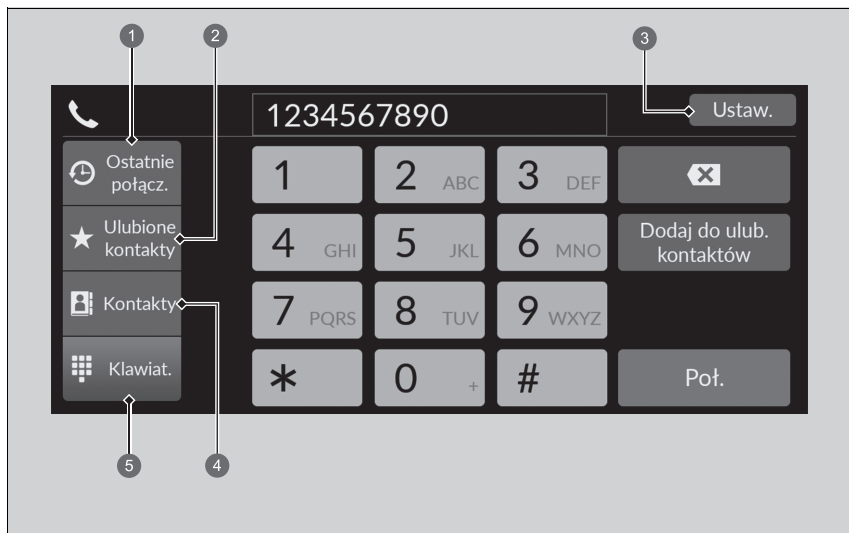 1
2
3
1234567890
Ustaw.
Ostatnie
połącz.
Ulubione
kontakty
Kontakty
Klawiat.
1
2 ABC
3 DEF
4 GHI
5 JKL
6 MNO
Dodaj do ulub.
kontaktów
7 PQRS
8 TUV
9 WXYZ
*
0 +
#
Poł.
5
4